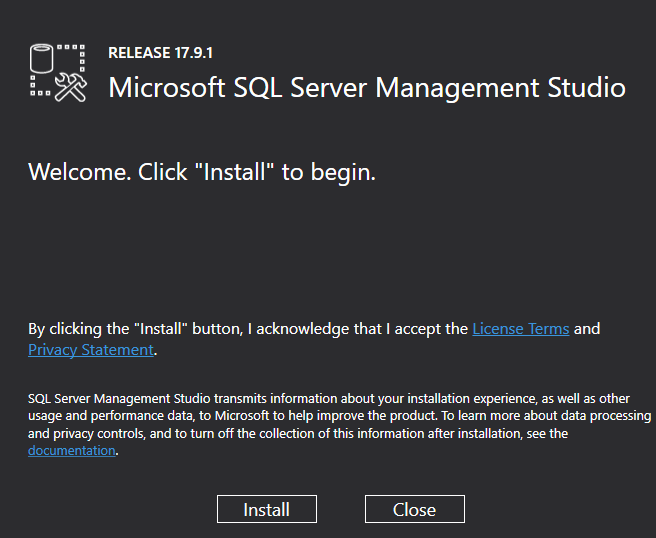 RELEASE 17.9.1
Microsoft SQL Server Management Studio
Welcome. Click "Install" to begin.
By clicking the "Install" button, I acknowledge that I accept the License Terms and
Privacy Statement.
SQL Server Management Studio transmits information about your installation experience, as well as other
usage and performance data, to Microsoft to help improve the product. To learn more about data processing
and privacy controls, and to turn off the collection of this information after installation, see the
documentation.
Install
Close